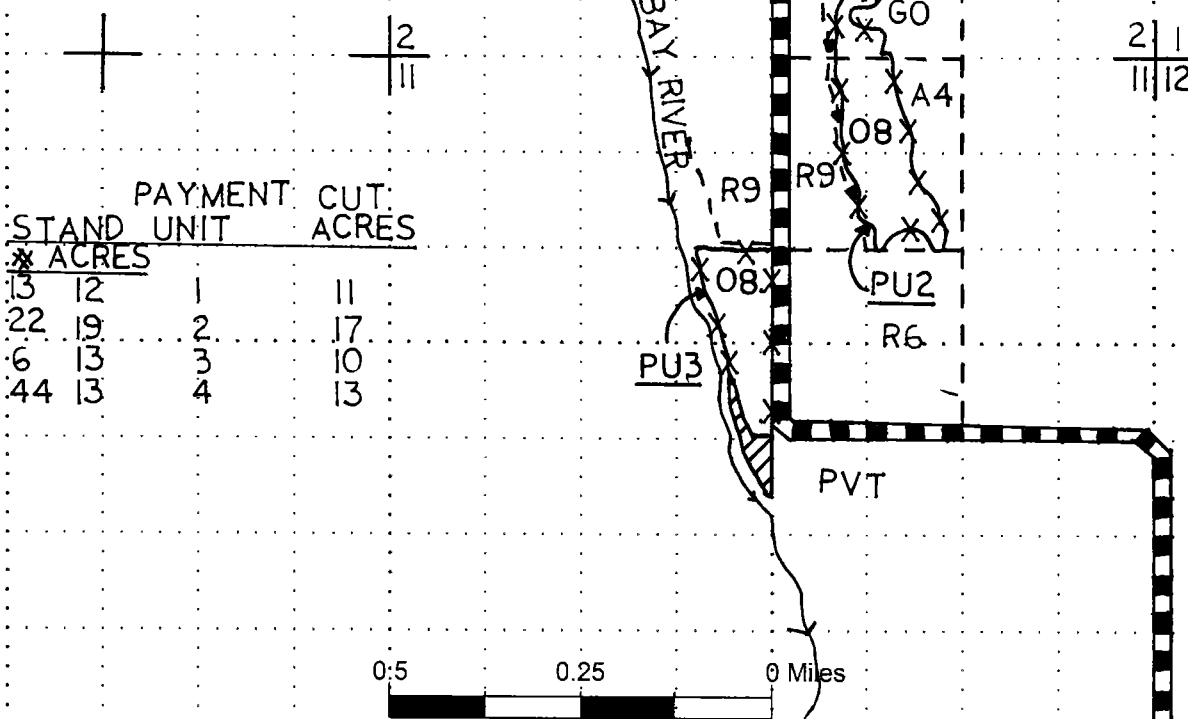 BAY RIVER
GO
2
11
2 1
11 12
A4
O8
R9
R9
PAYMENT CUT
STAND UNIT ACRES
# ACRES
13 12 1 11
22 19 2 17
6 13 3 10
44 13 4 13
O8
PU2
R6
PU3
PVT
0.5 0.25 0 Miles